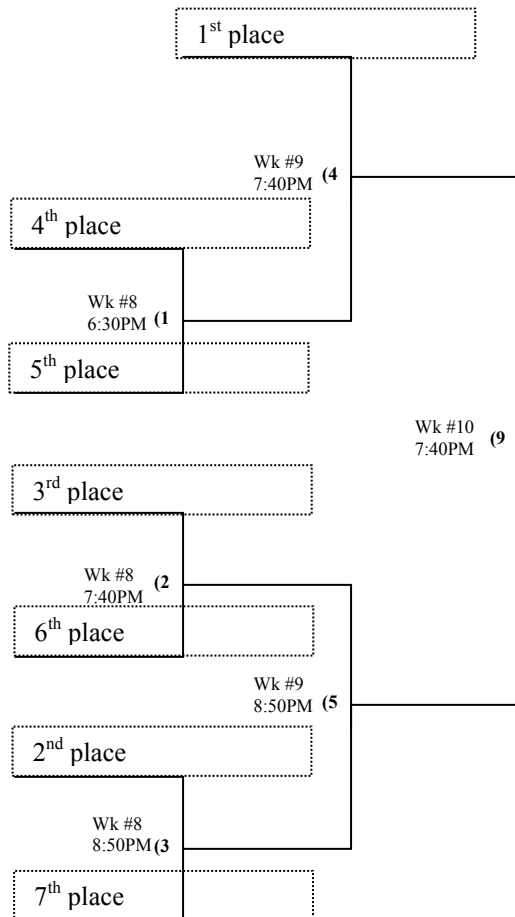 1st place
Wk #9
7:40PM (4
4th place
Wk #8
6:30PM (1
5th place
Wk #10
7:40PM (9
3rd place
Wk #8
7:40PM (2
6th place
Wk #9
8:50PM (5
2nd place
Wk #8
8:50PM (3
7th place